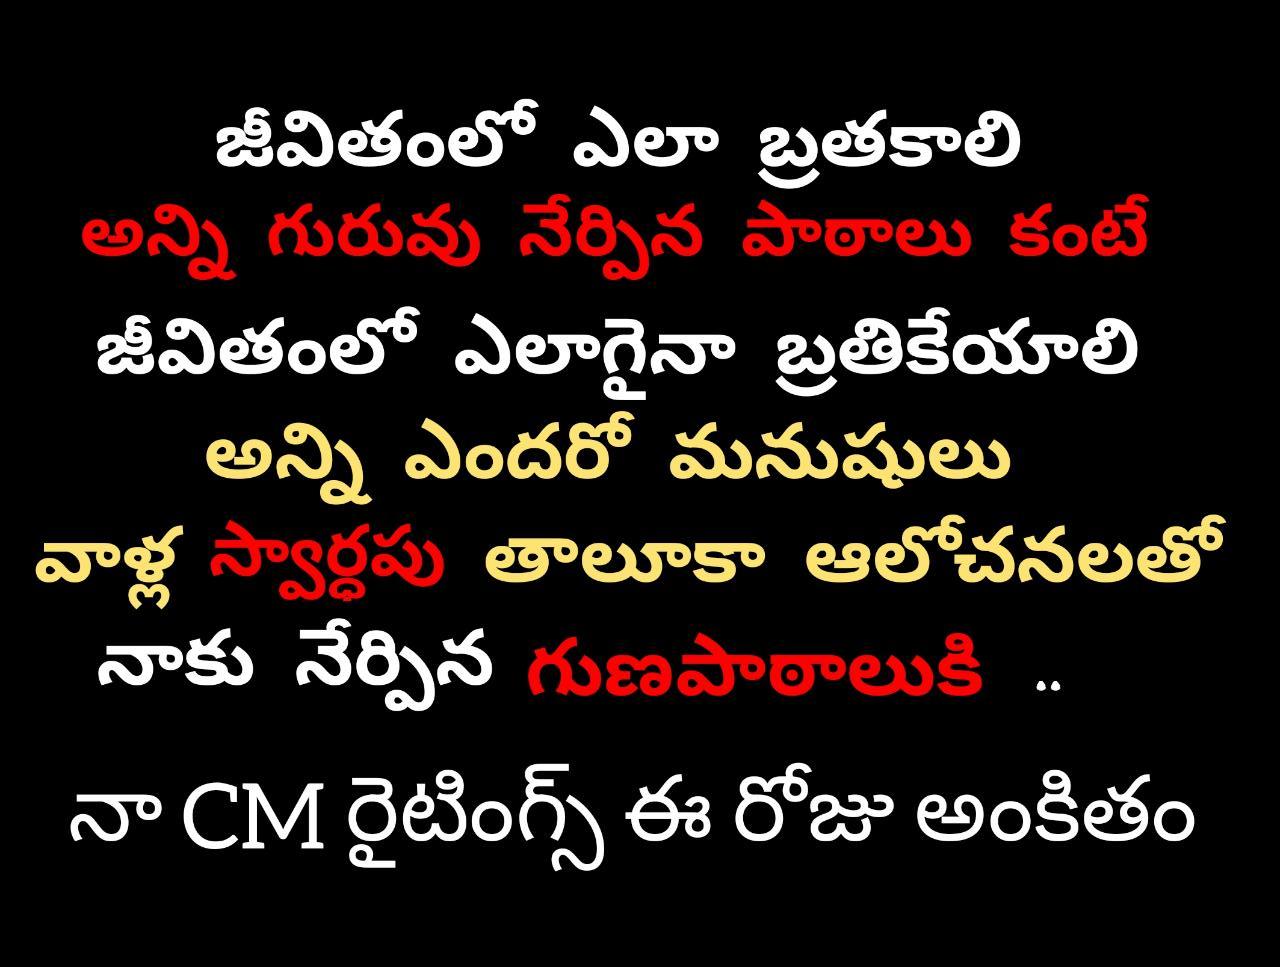 జీవితంలో ఎలా బ్రతకాలి
అన్ని గురువు నేర్పిన పాఠాలు కంటే
జీవితంలో ఎలాగైనా బ్రతికేయాలి
అన్ని ఎందరో మనుషులు
వాళ్ల స్వార్ధపు తాలూకా ఆలోచనలతో
నాకు నేర్పిన గుణపాఠాలుకి ..
నా CM రైటింగ్స్ ఈ రోజు అంకితం